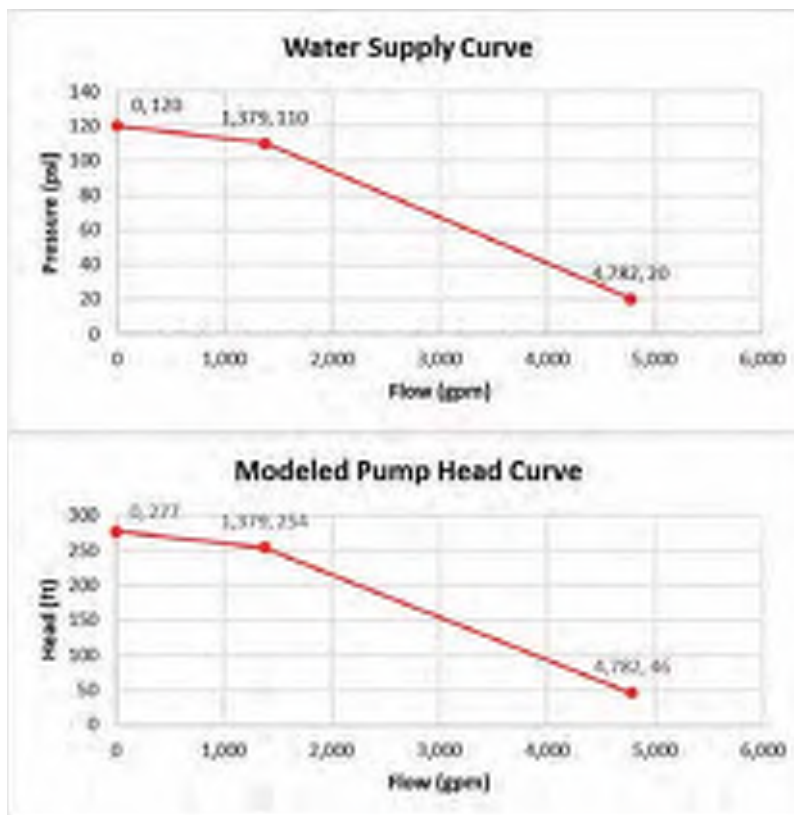 Water Supply Curve
140
120
100
80
60
40
20
0
0, 120
1,379, 110
4,782, 20
Pressure (psi)
0 1,000 2,000 3,000 4,000 5,000 6,000
Flow (gpm)
Modeled Pump Head Curve
300
250
200
150
100
50
0
0, 277
1,379, 254
4,782, 46
Head (ft)
0 1,000 2,000 3,000 4,000 5,000 6,000
Flow (gpm)